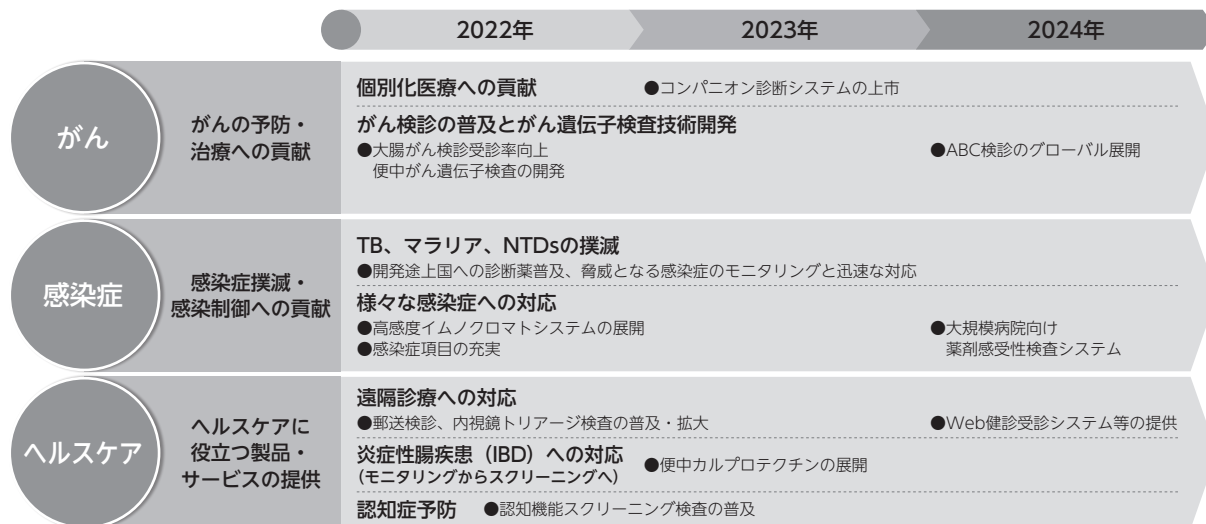 2022年
2023年
2024年
がん
がんの予防・
治療への貢献
個別化医療への貢献
●コンパニオン診断システムの上市
がん検診の普及とがん遺伝子検査技術開発
●大腸がん検診受診率向上
便中がん遺伝子検査の開発
●ABC検診のグローバル展開
感染症
感染症撲滅・
感染制御への貢献
TB、マラリア、NTDsの撲滅
●開発途上国への診断薬普及、脅威となる感染症のモニタリングと迅速な対応
様々な感染症への対応
●高感度イムノクロマトシステムの展開
●感染症項目の充実
●大規模病院向け
薬剤感受性検査システム
ヘルスケア
ヘルスケアに
役立つ製品・
サービスの提供
遠隔診療への対応
●郵送検診、内視鏡トリアージ検査の普及・拡大
●Web健診受診システム等の提供
炎症性腸疾患（IBD）への対応
（モニタリングからスクリーニングへ）
●便中カルプロテクチンの展開
認知症予防
●認知機能スクリーニング検査の普及